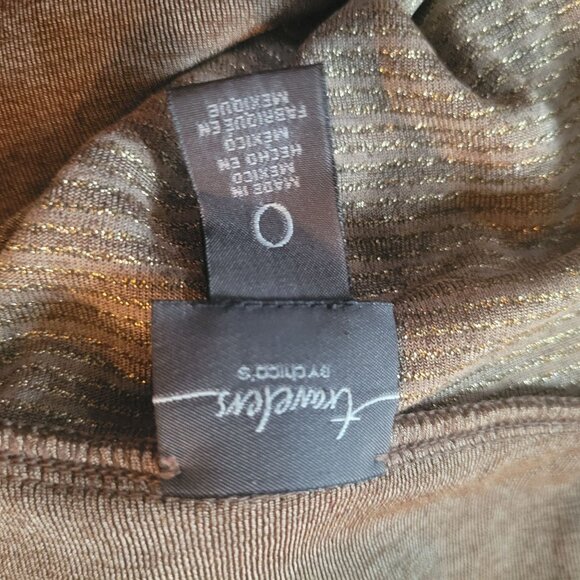 travelers
BY CHICO'S
0
MADE IN
MEXICO
HECHO EN
MEXICO
FABRIQUE EN
MEXIQUE